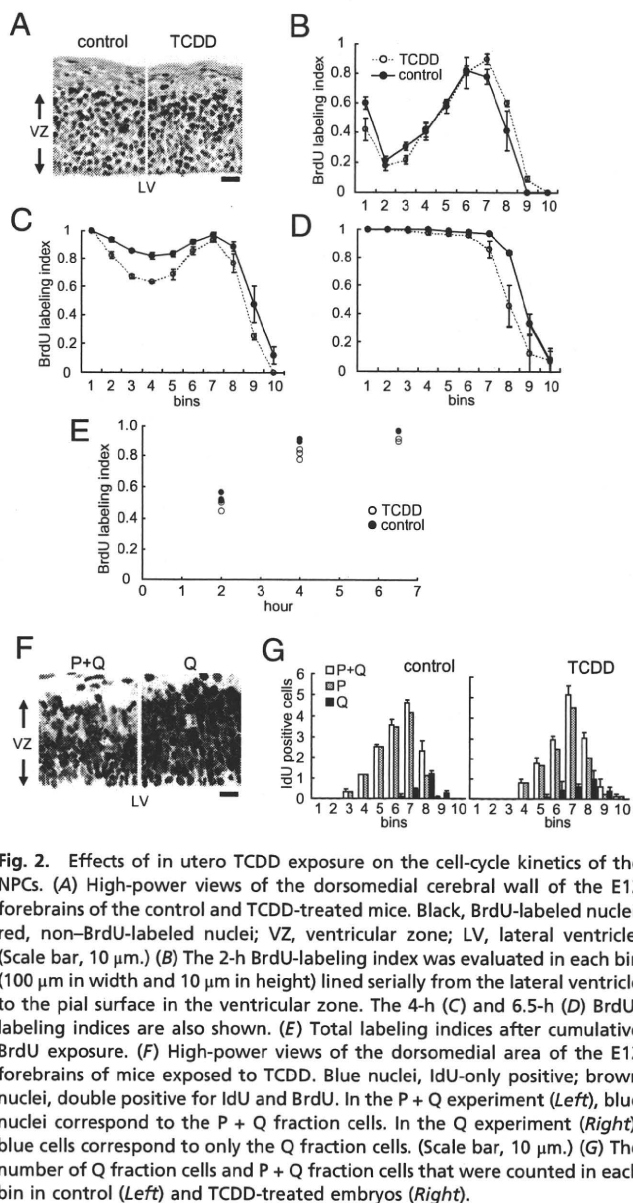 A
control TCDD
VZ
LV
B
BrdU labeling index
1
0.8
0.6
0.4
0.2
0
TCDD
control
1 2 3 4 5 6 7 8 9 10
C
BrdU labeling index
1
0.8
0.6
0.4
0.2
0
1 2 3 4 5 6 7 8 9 10
bins
D
1
0.8
0.6
0.4
0.2
0
1 2 3 4 5 6 7 8 9 10
bins
E
BrdU labeling index
1.0
0.8
0.6
0.4
0.2
0
TCDD
control
0 1 2 3 4 5 6 7
hour
F
P+Q Q
VZ
LV
G
IdU positive cells
6
5
4
3
2
1
0
P+Q
P
Q
control TCDD
1 2 3 4 5 6 7 8 9 10 1 2 3 4 5 6 7 8 9 10
bins bins
Fig. 2. Effects of in utero TCDD exposure on the cell-cycle kinetics of the
NPCs. (A) High-power views of the dorsomedial cerebral wall of the
forebrains of the control and TCDD-treated mice. Black, BrdU-labeled
red, non–BrdU-labeled nuclei; VZ, ventricular zone; LV, lateral ventricle
(Scale bar, 10 μm.) (B) The 2-h BrdU-labeling index was evaluated in each bin
(100 μm in width and 10 μm in height) lined serially from the lateral ventricle
to the pial surface in the ventricular zone. The 4-h (C) and 6.5-h (D) BrdU
labeling indices are also shown. (E) Total labeling indices after cumulative
BrdU exposure. (F) High-power views of the dorsomedial area of the
forebrains of mice exposed to TCDD. Blue nuclei, IdU-only positive; brown
nuclei, double positive for IdU and BrdU. In the P + Q experiment (Left), blue
nuclei correspond to the P + Q fraction cells. In the Q experiment (Right)
blue cells correspond to only the Q fraction cells. (Scale bar, 10 μm.) (G) The
number of Q fraction cells and P + Q fraction cells that were counted in each
bin in control (Left) and TCDD-treated embryos (Right).